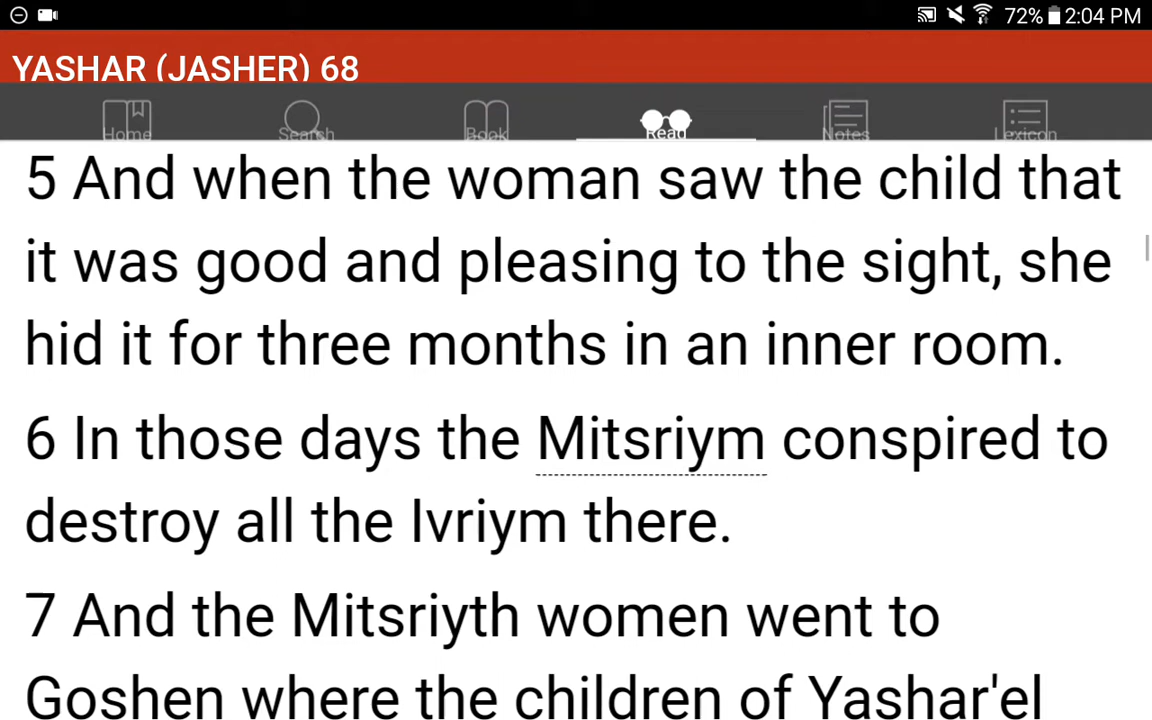 72% 2:04 PM
YASHAR (JASHER) 68
Home Search Book Read Notes Lexicon
5 And when the woman saw the child that
it was good and pleasing to the sight, she
hid it for three months in an inner room.
6 In those days the Mitsriym conspired to
destroy all the Ivriym there.
7 And the Mitsriyth women went to
Goshen where the children of Yashar'el